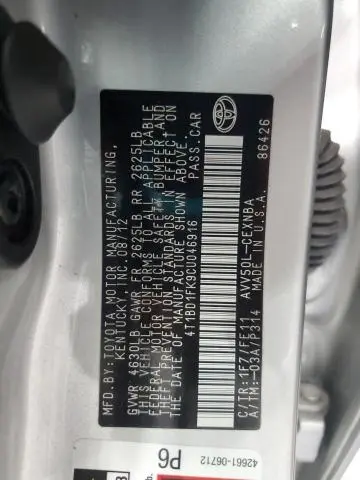 MFD. BY: TOYOTA MOTOR MANUFACTURING,
KENTUCKY, INC. 08/12
GVWR 4630LB GAWR FR 2625LB RR 2625LB
THIS VEHICLE CONFORMS TO ALL APPLICABLE
FEDERAL MOTOR VEHICLE SAFETY, BUMPER, AND
THEFT PREVENTION STANDARDS IN EFFECT ON
THE DATE OF MANUFACTURE SHOWN ABOVE.
4T1BD1FK9CU046916 PASS.CAR
C/TR: 1F7/FE11 AVV50L-CEXNBA
A/TM: -03A/P314 MADE IN U.S.A.
86426
42661-06712
P6